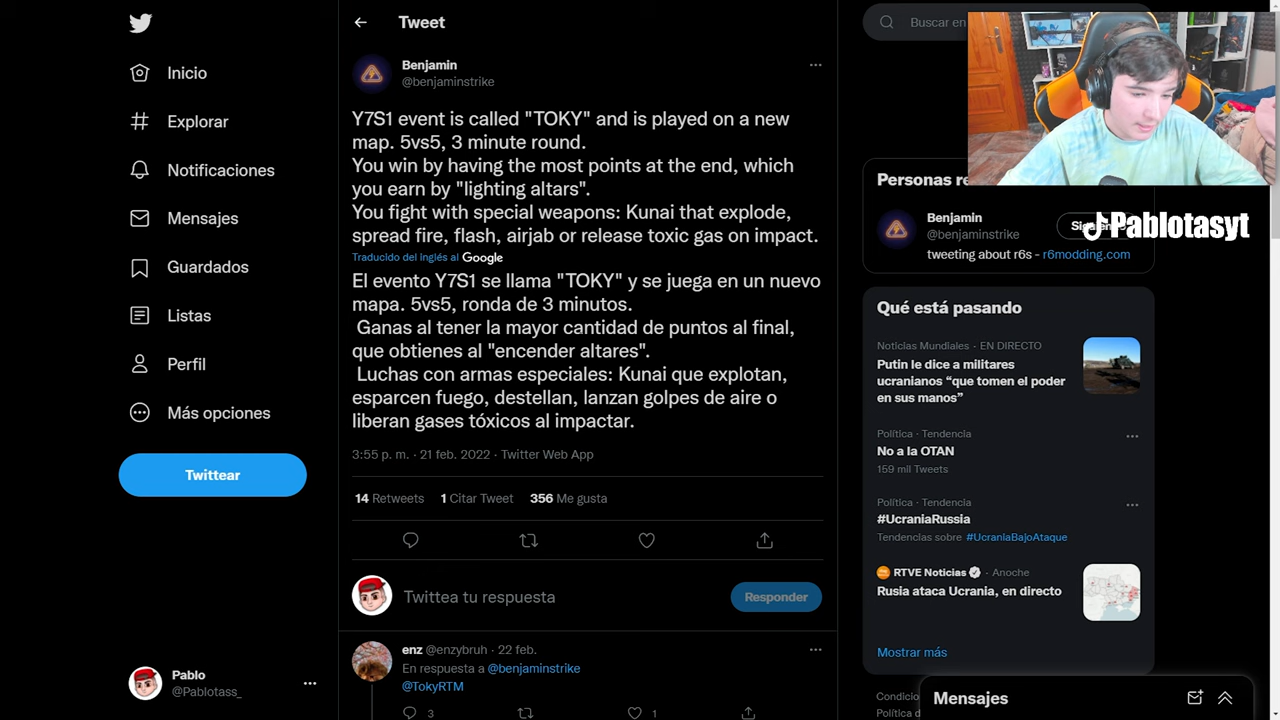 Inicio
Explorar
Notificaciones
Mensajes
Guardados
Listas
Perfil
Más opciones
Twittear
Pablo
@Pablotass_
Tweet
Benjamin
@benjaminstrike
Y7S1 event is called "TOKY" and is played on a new
map. 5vs5, 3 minute round.
You win by having the most points at the end, which
you earn by "lighting altars".
You fight with special weapons: Kunai that explode,
spread fire, flash, airjab or release toxic gas on impact.
Traducido del inglés al Google
El evento Y7S1 se llama "TOKY" y se juega en un nuevo
mapa. 5vs5, ronda de 3 minutos.
Ganas al tener la mayor cantidad de puntos al final,
que obtienes al "encender altares".
Luchas con armas especiales: Kunai que explotan,
esparcen fuego, destellan, lanzan golpes de aire o
liberan gases tóxicos al impactar.
3:55 p. m. · 21 feb. 2022 · Twitter Web App
14 Retweets 1 Citar Tweet 356 Me gusta
Twittea tu respuesta
Responder
enz @enzybruh · 22 feb.
En respuesta a @benjaminstrike
@TokyRTM
3 1
Buscar en
Personas re
Benjamin
@benjaminstrike
tweeting about r6s - r6modding.com
Pablotasyt
Qué está pasando
Noticias Mundiales · EN DIRECTO
Putin le dice a militares
ucranianos “que tomen el poder
en sus manos”
Política · Tendencia
No a la OTAN
159 mil Tweets
Política · Tendencia
#UcraniaRussia
Tendencias sobre #UcraniaBajoAtaque
RTVE Noticias · Anoche
Rusia ataca Ucrania, en directo
Mostrar más
Condicio
Política d
Mensajes